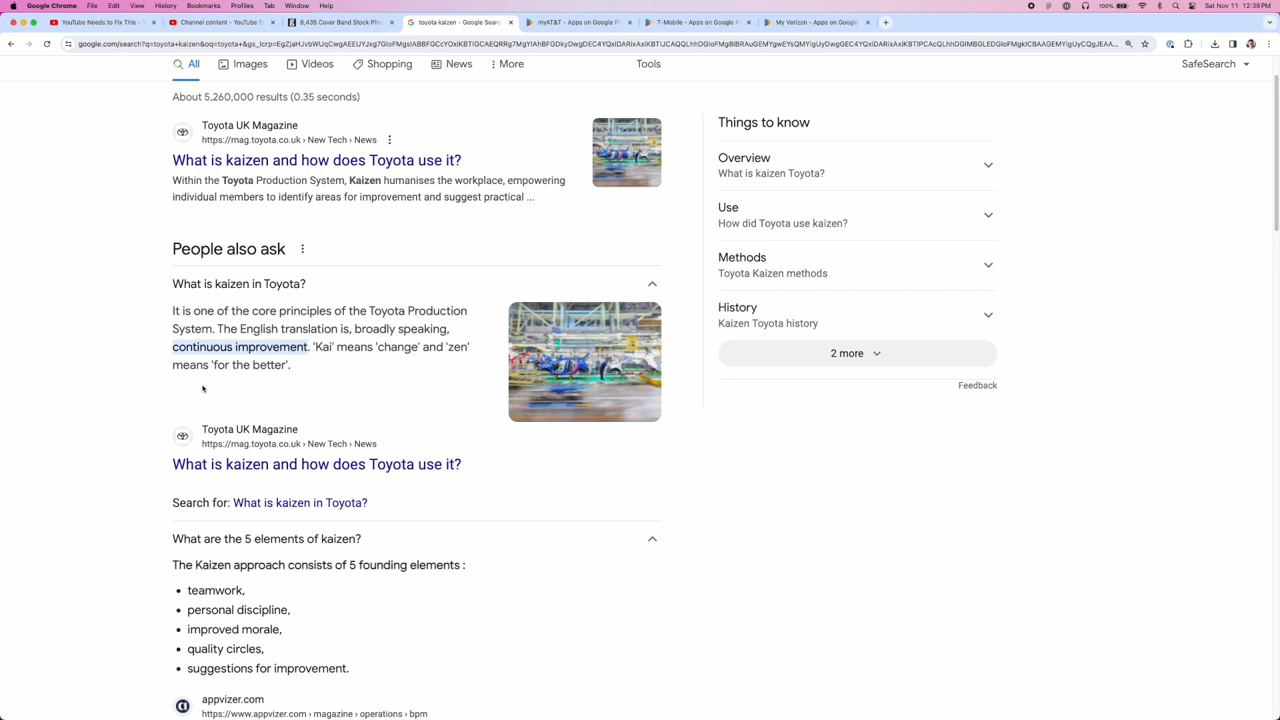 Google Chrome File Edit View History Bookmarks Profiles Tab Window Help
100% Sat Nov 11 12:38 PM
YouTube Needs to Fix This -
Channel content - YouTube S
8,435 Cover Band Stock Pho
toyota kaizen - Google Search
myAT&T - Apps on Google Pl
T-Mobile - Apps on Google P
My Verizon - Apps on Google
All Images Videos Shopping News More Tools SafeSearch
About 5,260,000 results (0.35 seconds)
Toyota UK Magazine
https://mag.toyota.co.uk › New Tech › News
What is kaizen and how does Toyota use it?
Within the Toyota Production System, Kaizen humanises the workplace, empowering
individual members to identify areas for improvement and suggest practical ...
People also ask
What is kaizen in Toyota?
It is one of the core principles of the Toyota Production
System. The English translation is, broadly speaking,
continuous improvement. 'Kai' means 'change' and 'zen'
means 'for the better'.
Toyota UK Magazine
https://mag.toyota.co.uk › New Tech › News
What is kaizen and how does Toyota use it?
Search for: What is kaizen in Toyota?
What are the 5 elements of kaizen?
The Kaizen approach consists of 5 founding elements :
• teamwork,
• personal discipline,
• improved morale,
• quality circles,
• suggestions for improvement.
appvizer.com
https://www.appvizer.com › magazine › operations › bpm
Things to know
Overview
What is kaizen Toyota?
Use
How did Toyota use kaizen?
Methods
Toyota Kaizen methods
History
Kaizen Toyota history
2 more
Feedback